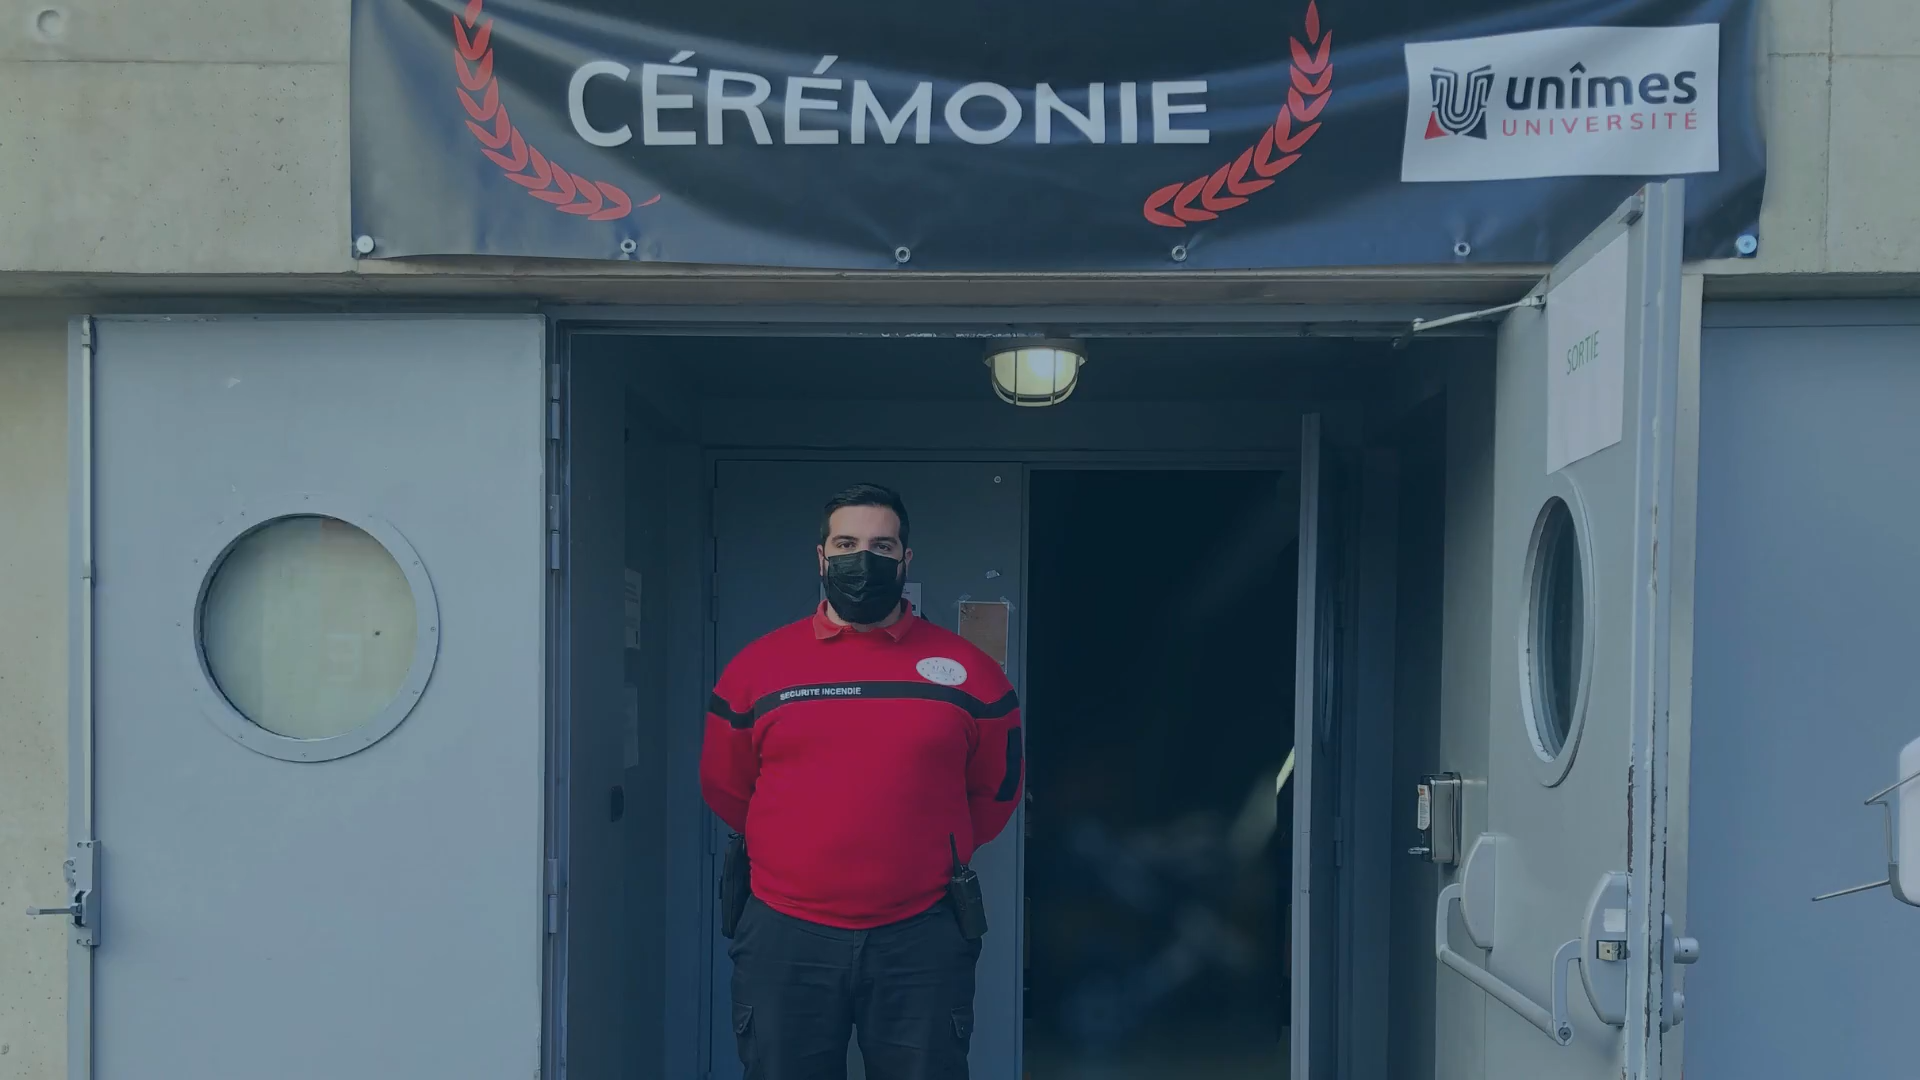 CÉRÉMONIE
unîmes
UNIVERSITÉ
SORTIE
SECURITE INCENDIE